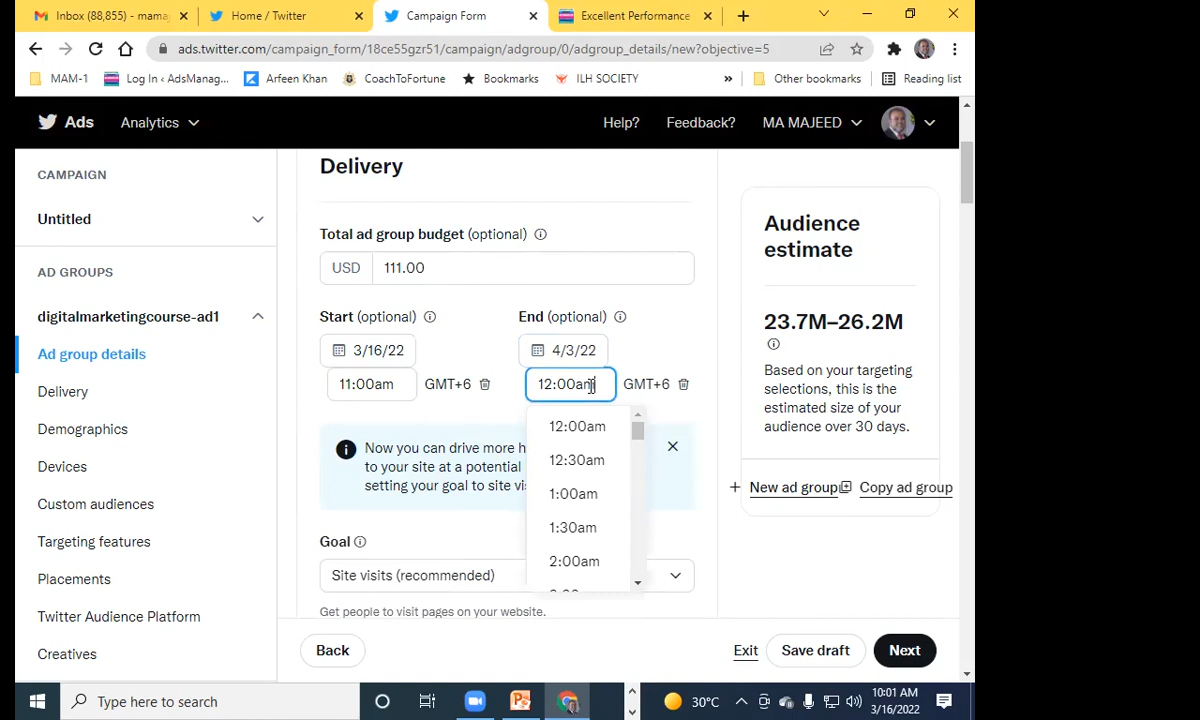 Inbox (88,855) - mamaj
Home / Twitter
Campaign Form
Excellent Performance
ads.twitter.com/campaign_form/18ce55gzr51/campaign/adgroup/0/adgroup_details/new?objective=5
MAM-1
Log In ‹ AdsManag...
Arfeen Khan
CoachToFortune
Bookmarks
ILH SOCIETY
»
Other bookmarks
Reading list
Ads
Analytics
Help?
Feedback?
MA MAJEED
CAMPAIGN
Untitled
AD GROUPS
digitalmarketingcourse-ad1
Ad group details
Delivery
Demographics
Devices
Custom audiences
Targeting features
Placements
Twitter Audience Platform
Creatives
Delivery
Total ad group budget (optional)
USD 111.00
Start (optional)
End (optional)
3/16/22
4/3/22
11:00am GMT+6
12:00am GMT+6
12:00am
12:30am
1:00am
1:30am
2:00am
Now you can drive more
to your site at a potential
setting your goal to site
Goal
Site visits (recommended)
Get people to visit pages on your website.
Audience
estimate
23.7M–26.2M
Based on your targeting
selections, this is the
estimated size of your
audience over 30 days.
+ New ad group
Copy ad group
Back
Exit
Save draft
Next
Type here to search
30°C
10:01 AM
3/16/2022